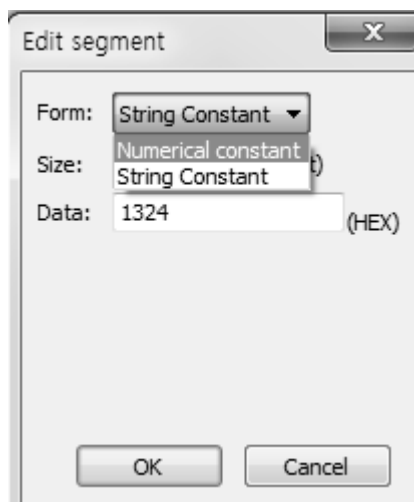 Edit segment
Form: String Constant
Numerical constant
Size: t)
String Constant
Data: 1324 (HEX)
OK Cancel